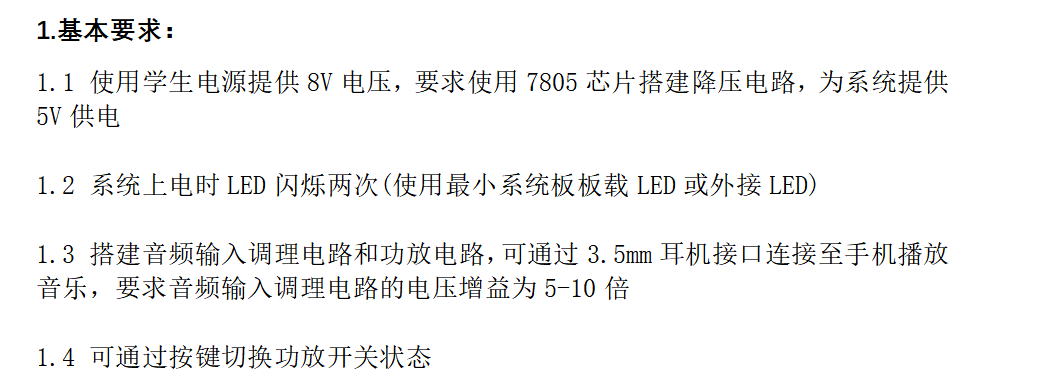 1.基本要求：
1.1 使用学生电源提供 8V 电压，要求使用 7805 芯片搭建降压电路，为系统提供
5V 供电
1.2 系统上电时 LED 闪烁两次(使用最小系统板板载 LED 或外接 LED)
1.3 搭建音频输入调理电路和功放电路,可通过 3.5mm 耳机接口连接至手机播放
音乐，要求音频输入调理电路的电压增益为 5-10 倍
1.4 可通过按键切换功放开关状态